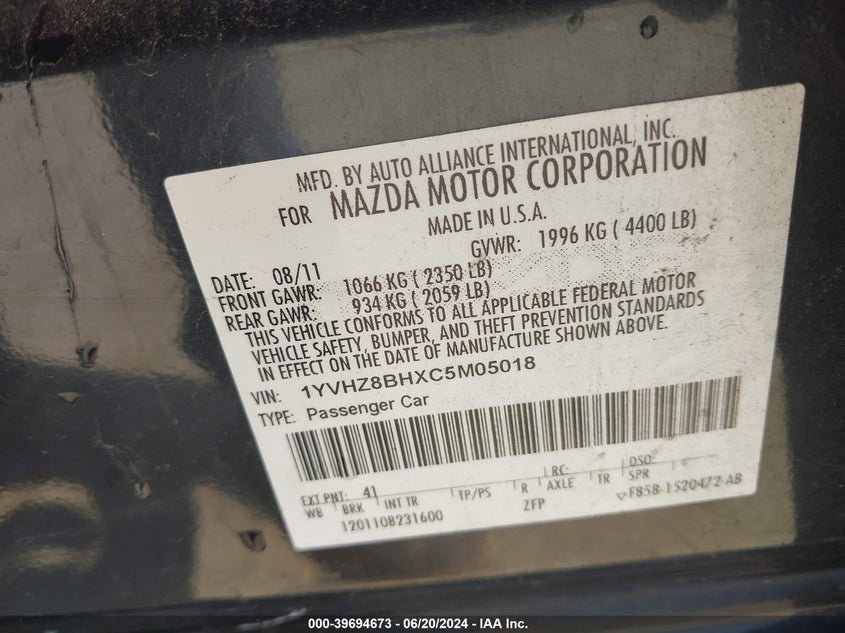 MFD. BY AUTO ALLIANCE INTERNATIONAL, INC.
FOR MAZDA MOTOR CORPORATION
MADE IN U.S.A.
DATE: 08/11 GVWR: 1996 KG ( 4400 LB)
FRONT GAWR: 1066 KG ( 2350 LB)
REAR GAWR: 934 KG ( 2059 LB)
THIS VEHICLE CONFORMS TO ALL APPLICABLE FEDERAL MOTOR
VEHICLE SAFETY, BUMPER, AND THEFT PREVENTION STANDARDS
IN EFFECT ON THE DATE OF MANUFACTURE SHOWN ABOVE.
VIN: 1YVHZ8BHXC5M05018
TYPE: Passenger Car
EXT PNT: 41 RC: DSO:
WB BRK INT TR TP/PS R AXLE TR SPR
1201108231600 ZFP F85B-1520472-AB
000-39694673 - 06/20/2024 - IAA Inc.